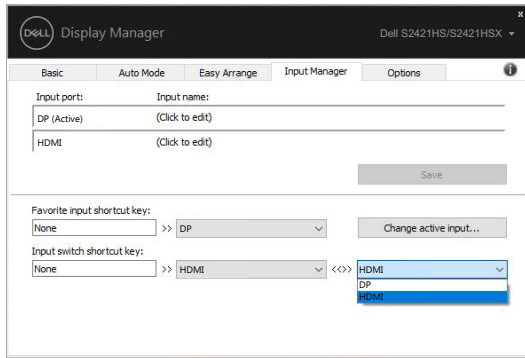 x
DELL Display Manager Dell S2421HS/S2421HSX
Basic Auto Mode Easy Arrange Input Manager Options
Input port: Input name:
DP (Active) (Click to edit)
HDMI (Click to edit)
Save
Favorite input shortcut key:
None >> DP Change active input...
Input switch shortcut key:
None >> HDMI <<>> HDMI
DP
HDMI